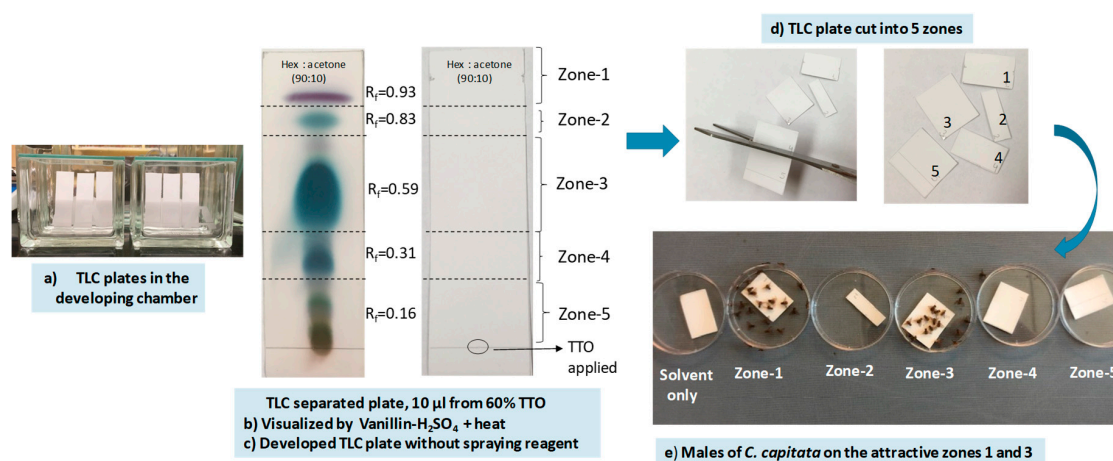 a) TLC plates in the
developing chamber
Hex : acetone
(90:10)
Rf=0.93
Rf=0.83
Rf=0.59
Rf=0.31
Rf=0.16
Hex : acetone
(90:10)
Zone-1
Zone-2
Zone-3
Zone-4
Zone-5
TTO
applied
TLC separated plate, 10 µl from 60% TTO
b) Visualized by Vanillin-H₂SO₄ + heat
c) Developed TLC plate without spraying reagent
d) TLC plate cut into 5 zones
1
2
3
4
5
Solvent
only
Zone-1
Zone-2
Zone-3
Zone-4
Zone-5
e) Males of C. capitata on the attractive zones 1 and 3